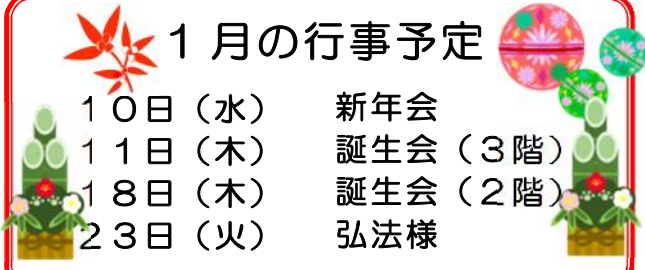 １月の行事予定
１０日（水）　新年会
１１日（木）　誕生会（３階）
１８日（木）　誕生会（２階）
２３日（火）　弘法様